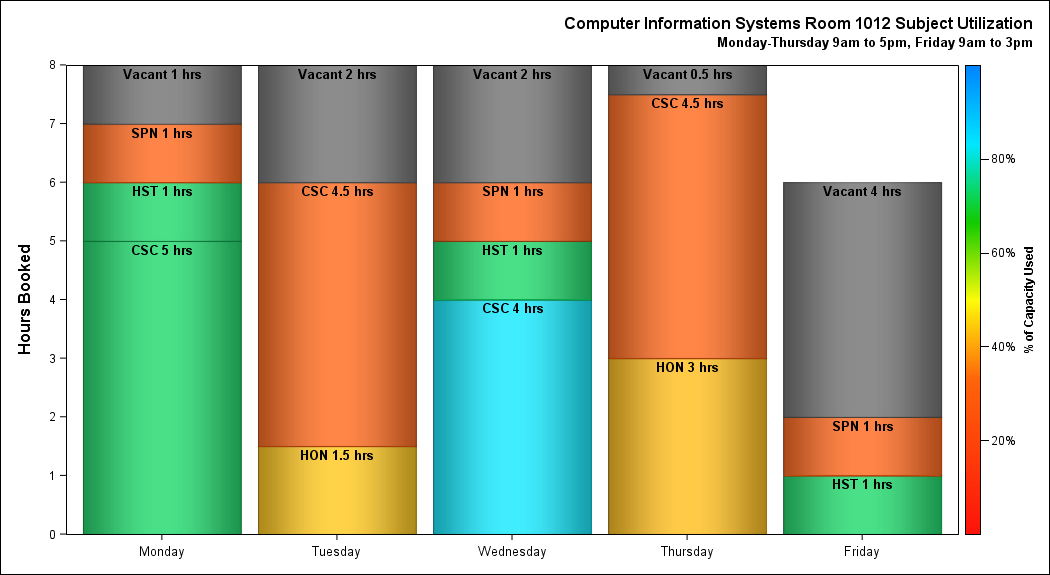 Computer Information Systems Room 1012 Subject Utilization
Monday-Thursday 9am to 5pm, Friday 9am to 3pm
Hours Booked
8
7
6
5
4
3
2
1
0
Vacant 1 hrs
SPN 1 hrs
HST 1 hrs
CSC 5 hrs
Vacant 2 hrs
CSC 4.5 hrs
HON 1.5 hrs
Vacant 2 hrs
SPN 1 hrs
HST 1 hrs
CSC 4 hrs
Vacant 0.5 hrs
CSC 4.5 hrs
HON 3 hrs
Vacant 4 hrs
SPN 1 hrs
HST 1 hrs
Monday
Tuesday
Wednesday
Thursday
Friday
80%
60%
40%
20%
% of Capacity Used